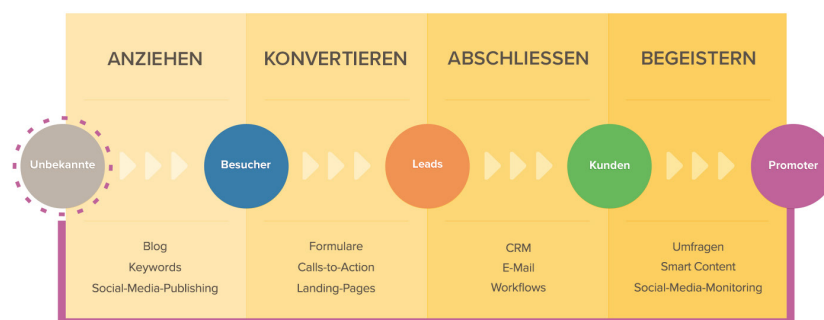 ANZIEHEN
KONVERTIEREN
ABSCHLIESSEN
BEGEISTERN
Unbekannte
Besucher
Leads
Kunden
Promoter
Blog
Keywords
Social-Media-Publishing
Formulare
Calls-to-Action
Landing-Pages
CRM
E-Mail
Workflows
Umfragen
Smart Content
Social-Media-Monitoring